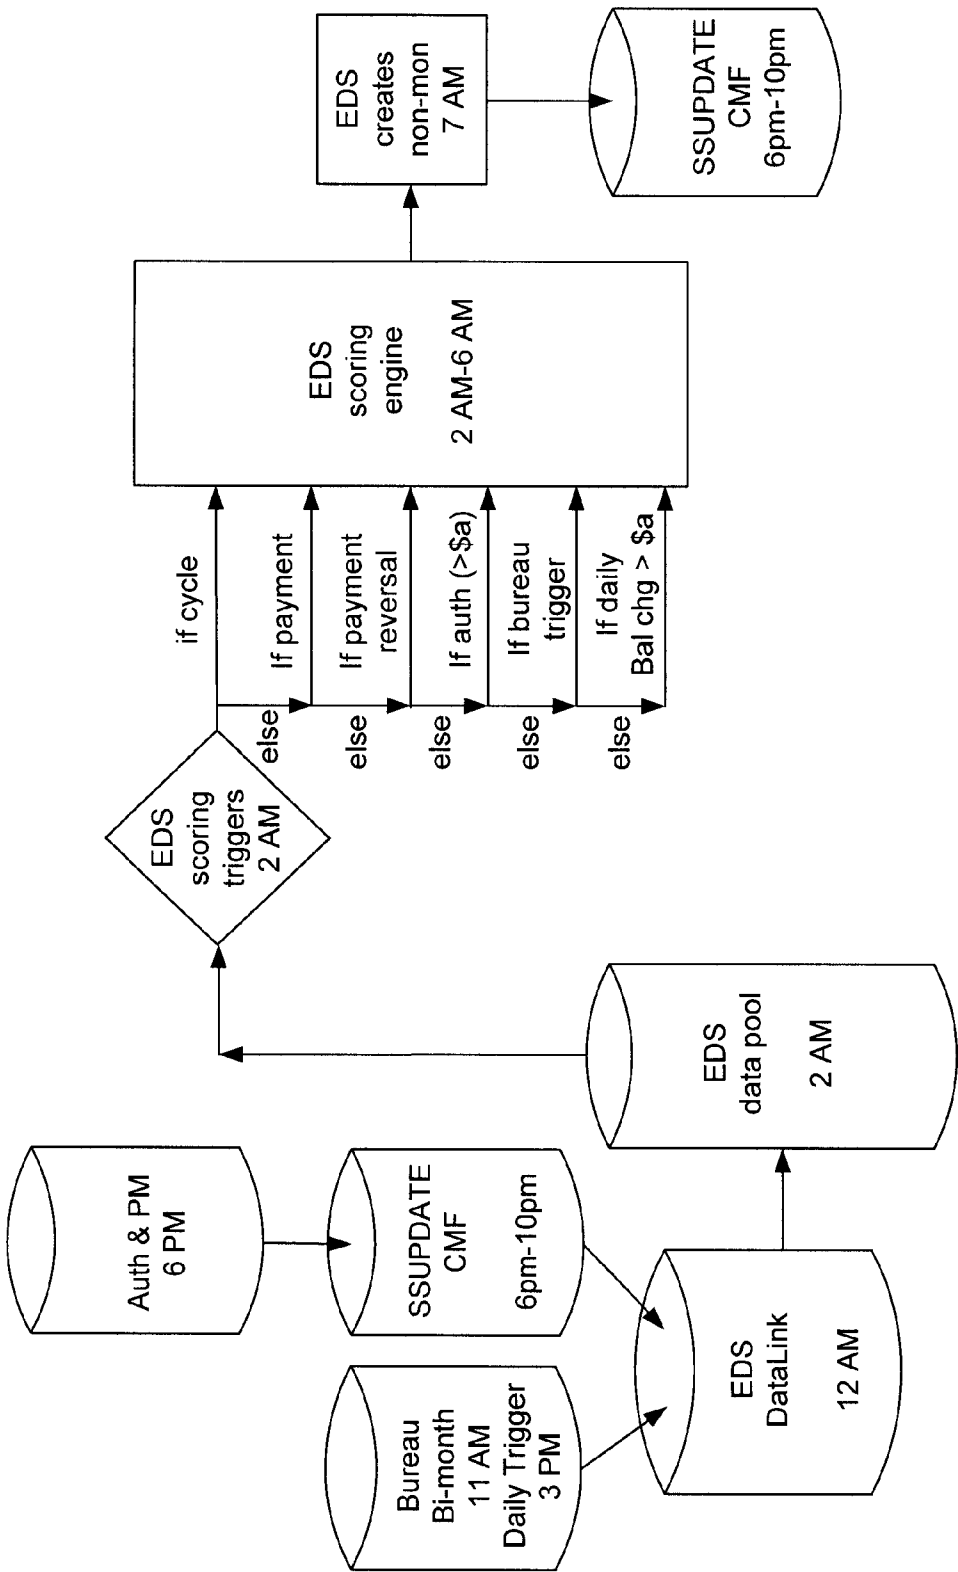 Auth & PM
6 PM
Bureau
Bi-month
11 AM
Daily Trigger
3 PM
SSUPDATE
CMF
6pm-10pm
EDS
DataLink
12 AM
EDS
data pool
2 AM
EDS
scoring
triggers
2 AM
if cycle
else
If payment
else
If payment
reversal
else
If auth (>$a)
else
If bureau
trigger
else
If daily
Bal chg > $a
EDS
scoring
engine
2 AM-6 AM
EDS
creates
non-mon
7 AM
SSUPDATE
CMF
6pm-10pm